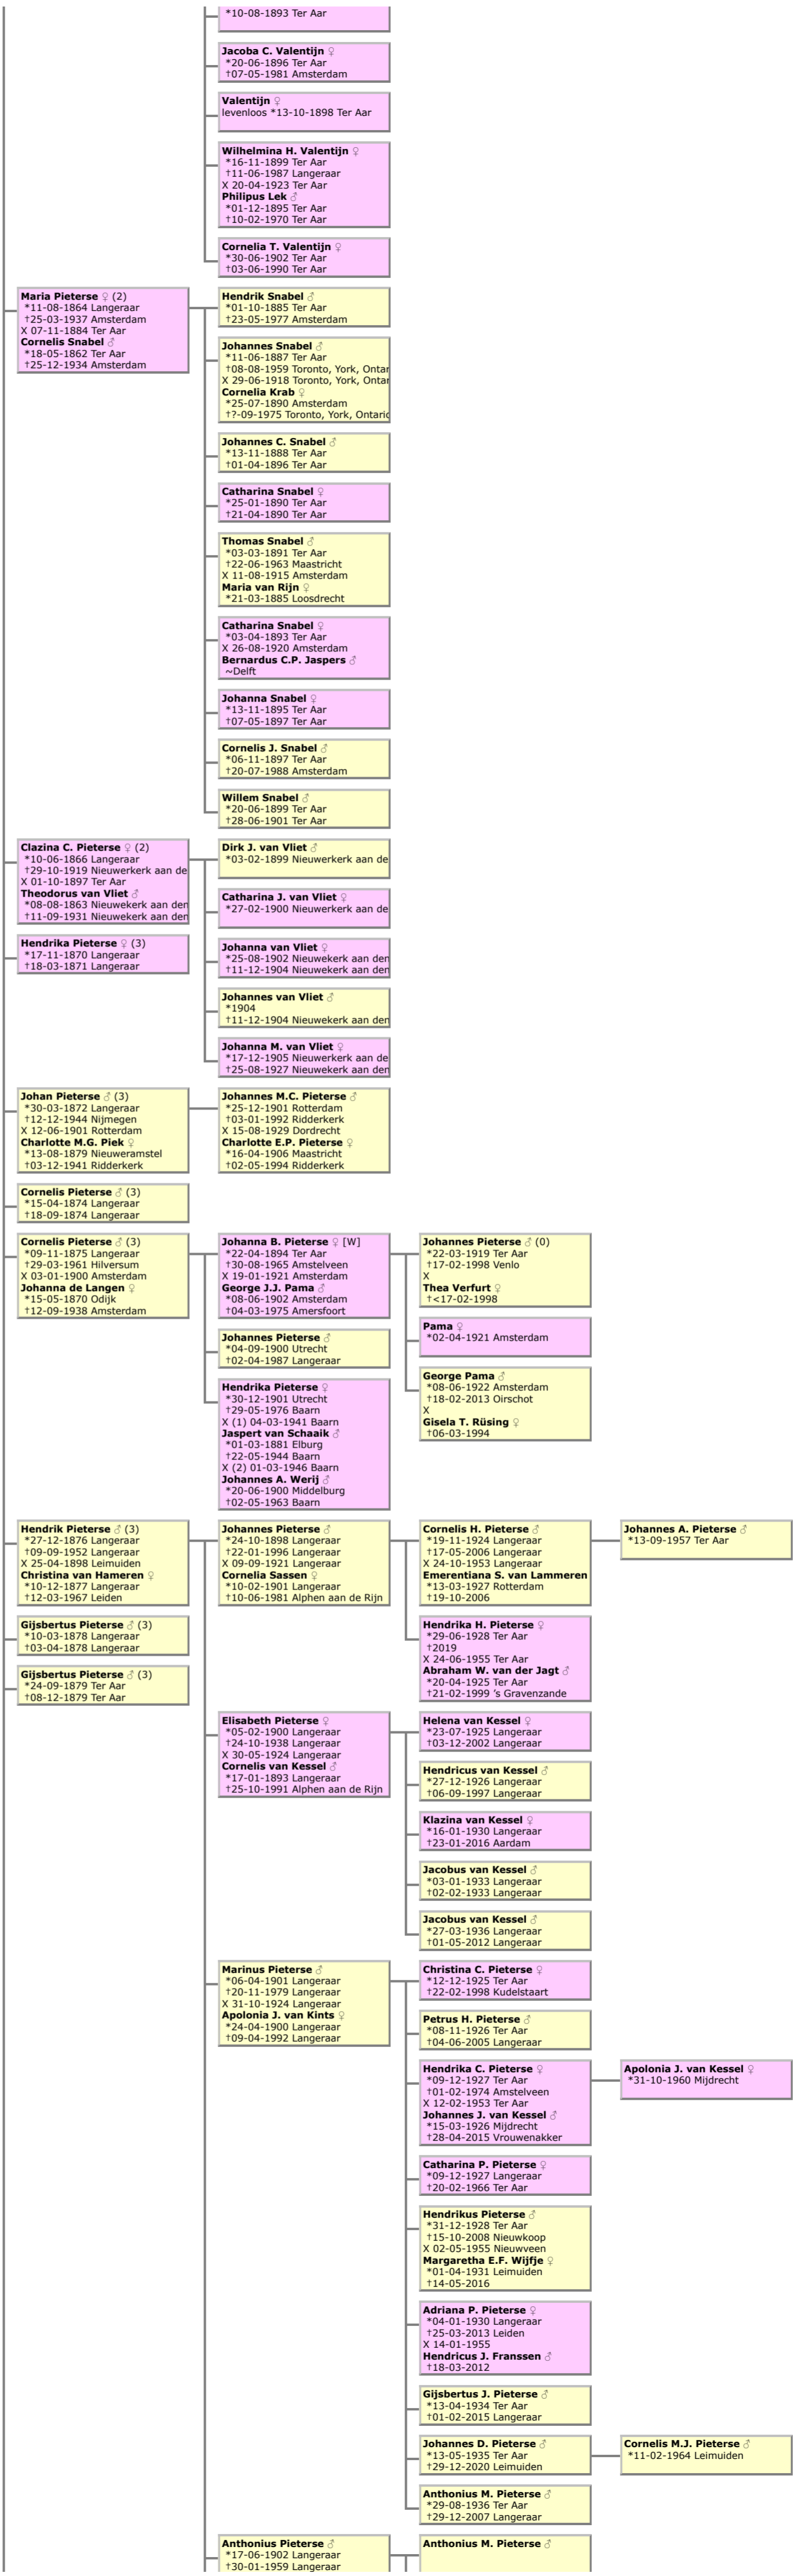 *10-08-1893 Ter Aar
Jacoba C. Valentijn ♀
*20-06-1896 Ter Aar
†07-05-1981 Amsterdam
Valentijn ♀
levenloos *13-10-1898 Ter Aar
Wilhelmina H. Valentijn ♀
*16-11-1899 Ter Aar
†11-06-1987 Langeraar
X 20-04-1923 Ter Aar
Philipus Lek ♂
*01-12-1895 Ter Aar
†10-02-1970 Ter Aar
Cornelia T. Valentijn ♀
*30-06-1902 Ter Aar
†03-06-1990 Ter Aar
Maria Pieterse ♀ (2)
*11-08-1864 Langeraar
†25-03-1937 Amsterdam
X 07-11-1884 Ter Aar
Cornelis Snabel ♂
*18-05-1862 Ter Aar
†25-12-1934 Amsterdam
Hendrik Snabel ♂
*01-10-1885 Ter Aar
†23-05-1977 Amsterdam
Johannes Snabel ♂
*11-06-1887 Ter Aar
†08-08-1959 Toronto, York, Ontar
X 29-06-1918 Toronto, York, Ontar
Cornelia Krab ♀
*25-07-1890 Amsterdam
†?-09-1975 Toronto, York, Ontaric
Johannes C. Snabel ♂
*13-11-1888 Ter Aar
†01-04-1896 Ter Aar
Catharina Snabel ♀
*25-01-1890 Ter Aar
†21-04-1890 Ter Aar
Thomas Snabel ♂
*03-03-1891 Ter Aar
†22-06-1963 Maastricht
X 11-08-1915 Amsterdam
Maria van Rijn ♀
*21-03-1885 Loosdrecht
Catharina Snabel ♀
*03-04-1893 Ter Aar
X 26-08-1920 Amsterdam
Bernardus C.P. Jaspers ♂
~Delft
Johanna Snabel ♀
*13-11-1895 Ter Aar
†07-05-1897 Ter Aar
Cornelis J. Snabel ♂
*06-11-1897 Ter Aar
†20-07-1988 Amsterdam
Willem Snabel ♂
*20-06-1899 Ter Aar
†28-06-1901 Ter Aar
Clazina C. Pieterse ♀ (2)
*10-06-1866 Langeraar
†29-10-1919 Nieuwerkerk aan de
X 01-10-1897 Ter Aar
Theodorus van Vliet ♂
*08-08-1863 Nieuwekerk aan den
†11-09-1931 Nieuwekerk aan den
Dirk J. van Vliet ♂
*03-02-1899 Nieuwerkerk aan de
Catharina J. van Vliet ♀
*27-02-1900 Nieuwerkerk aan de
Hendrika Pieterse ♀ (3)
*17-11-1870 Langeraar
†18-03-1871 Langeraar
Johanna van Vliet ♀
*25-08-1902 Nieuwekerk aan den
†11-12-1904 Nieuwekerk aan den
Johannes van Vliet ♂
*1904
†11-12-1904 Nieuwekerk aan den
Johanna M. van Vliet ♀
*17-12-1905 Nieuwerkerk aan de
†25-08-1927 Nieuwekerk aan den
Johan Pieterse ♂ (3)
*30-03-1872 Langeraar
†12-12-1944 Nijmegen
X 12-06-1901 Rotterdam
Charlotte M.G. Piek ♀
*13-08-1879 Nieuweramstel
†03-12-1941 Ridderkerk
Johannes M.C. Pieterse ♂
*25-12-1901 Rotterdam
†03-01-1992 Ridderkerk
X 15-08-1929 Dordrecht
Charlotte E.P. Pieterse ♀
*16-04-1906 Maastricht
†02-05-1994 Ridderkerk
Cornelis Pieterse ♂ (3)
*15-04-1874 Langeraar
†18-09-1874 Langeraar
Cornelis Pieterse ♂ (3)
*09-11-1875 Langeraar
†29-03-1961 Hilversum
X 03-01-1900 Amsterdam
Johanna de Langen ♀
*15-05-1870 Odijk
†12-09-1938 Amsterdam
Johanna B. Pieterse ♀ [W]
*22-04-1894 Ter Aar
†30-08-1965 Amstelveen
X 19-01-1921 Amsterdam
George J.J. Pama ♂
*08-06-1902 Amsterdam
†04-03-1975 Amersfoort
Johannes Pieterse ♂ (0)
*22-03-1919 Ter Aar
†17-02-1998 Venlo
X
Thea Verfurt ♀
†<17-02-1998
Pama ♀
*02-04-1921 Amsterdam
George Pama ♂
*08-06-1922 Amsterdam
†18-02-2013 Oirschot
X
Gisela T. Rüsing ♀
†06-03-1994
Johannes Pieterse ♂
*04-09-1900 Utrecht
†02-04-1987 Langeraar
Hendrika Pieterse ♀
*30-12-1901 Utrecht
†29-05-1976 Baarn
X (1) 04-03-1941 Baarn
Jaspert van Schaaik ♂
*01-03-1881 Elburg
†22-05-1944 Baarn
X (2) 01-03-1946 Baarn
Johannes A. Werij ♂
*20-06-1900 Middelburg
†02-05-1963 Baarn
Hendrik Pieterse ♂ (3)
*27-12-1876 Langeraar
†09-09-1952 Langeraar
X 25-04-1898 Leimuiden
Christina van Hameren ♀
*10-12-1877 Langeraar
†12-03-1967 Leiden
Johannes Pieterse ♂
*24-10-1898 Langeraar
†22-01-1996 Langeraar
X 09-09-1921 Langeraar
Cornelia Sassen ♀
*10-02-1901 Langeraar
†10-06-1981 Alphen aan de Rijn
Cornelis H. Pieterse ♂
*19-11-1924 Langeraar
†17-05-2006 Langeraar
X 24-10-1953 Langeraar
Emerentiana S. van Lammeren
*13-03-1927 Rotterdam
†19-10-2006
Johannes A. Pieterse ♂
*13-09-1957 Ter Aar
Gijsbertus Pieterse ♂ (3)
*10-03-1878 Langeraar
†03-04-1878 Langeraar
Hendrika H. Pieterse ♀
*29-06-1928 Ter Aar
†2019
X 24-06-1955 Ter Aar
Abraham W. van der Jagt ♂
*20-04-1925 Ter Aar
†21-02-1999 's Gravenzande
Gijsbertus Pieterse ♂ (3)
*24-09-1879 Ter Aar
†08-12-1879 Ter Aar
Elisabeth Pieterse ♀
*05-02-1900 Langeraar
†24-10-1938 Langeraar
X 30-05-1924 Langeraar
Cornelis van Kessel ♂
*17-01-1893 Langeraar
†25-10-1991 Alphen aan de Rijn
Helena van Kessel ♀
*23-07-1925 Langeraar
†03-12-2002 Langeraar
Hendricus van Kessel ♂
*27-12-1926 Langeraar
†06-09-1997 Langeraar
Klazina van Kessel ♀
*16-01-1930 Langeraar
†23-01-2016 Aardam
Jacobus van Kessel ♂
*03-01-1933 Langeraar
†02-02-1933 Langeraar
Jacobus van Kessel ♂
*27-03-1936 Langeraar
†01-05-2012 Langeraar
Marinus Pieterse ♂
*06-04-1901 Langeraar
†20-11-1979 Langeraar
X 31-10-1924 Langeraar
Apolonia J. van Kints ♀
*24-04-1900 Langeraar
†09-04-1992 Langeraar
Christina C. Pieterse ♀
*12-12-1925 Ter Aar
†22-02-1998 Kudelstaart
Petrus H. Pieterse ♂
*08-11-1926 Ter Aar
†04-06-2005 Langeraar
Hendrika C. Pieterse ♀
*09-12-1927 Ter Aar
†01-02-1974 Amstelveen
X 12-02-1953 Ter Aar
Johannes J. van Kessel ♂
*15-03-1926 Mijdrecht
†28-04-2015 Vrouwenakker
Apolonia J. van Kessel ♀
*31-10-1960 Mijdrecht
Catharina P. Pieterse ♀
*09-12-1927 Langeraar
†20-02-1966 Ter Aar
Hendrikus Pieterse ♂
*31-12-1928 Ter Aar
†15-10-2008 Nieuwkoop
X 02-05-1955 Nieuwveen
Margaretha E.F. Wijfje ♀
*01-04-1931 Leimuiden
†14-05-2016
Adriana P. Pieterse ♀
*04-01-1930 Langeraar
†25-03-2013 Leiden
X 14-01-1955
Hendricus J. Franssen ♂
†18-03-2012
Gijsbertus J. Pieterse ♂
*13-04-1934 Ter Aar
†01-02-2015 Langeraar
Johannes D. Pieterse ♂
*13-05-1935 Ter Aar
†29-12-2020 Leimuiden
Cornelis M.J. Pieterse ♂
*11-02-1964 Leimuiden
Anthonius M. Pieterse ♂
*29-08-1936 Ter Aar
†29-12-2007 Langeraar
Anthonius Pieterse ♂
*17-06-1902 Langeraar
†30-01-1959 Langeraar
Anthonius M. Pieterse ♂